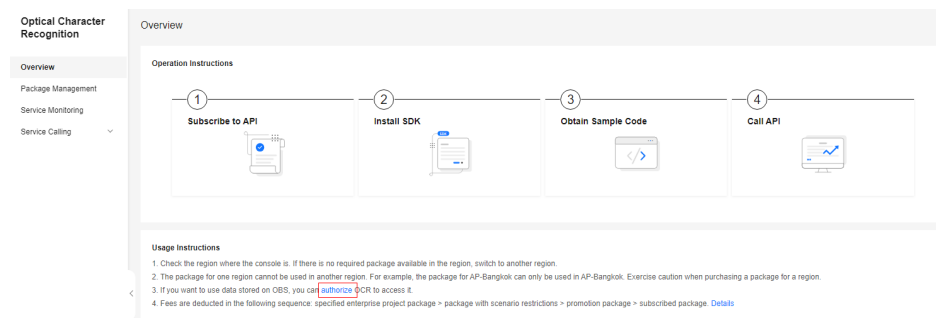 Optical Character
Recognition
Overview
Package Management
Service Monitoring
Service Calling
Overview
Operation Instructions
1
Subscribe to API
2
Install SDK
3
Obtain Sample Code
4
Call API
Usage Instructions
1. Check the region where the console is. If there is no required package available in the region, switch to another region.
2. The package for one region cannot be used in another region. For example, the package for AP-Bangkok can only be used in AP-Bangkok. Exercise caution when purchasing a package for a region.
3. If you want to use data stored on OBS, you can authorize OCR to access it.
4. Fees are deducted in the following sequence: specified enterprise project package > package with scenario restrictions > promotion package > subscribed package. Details